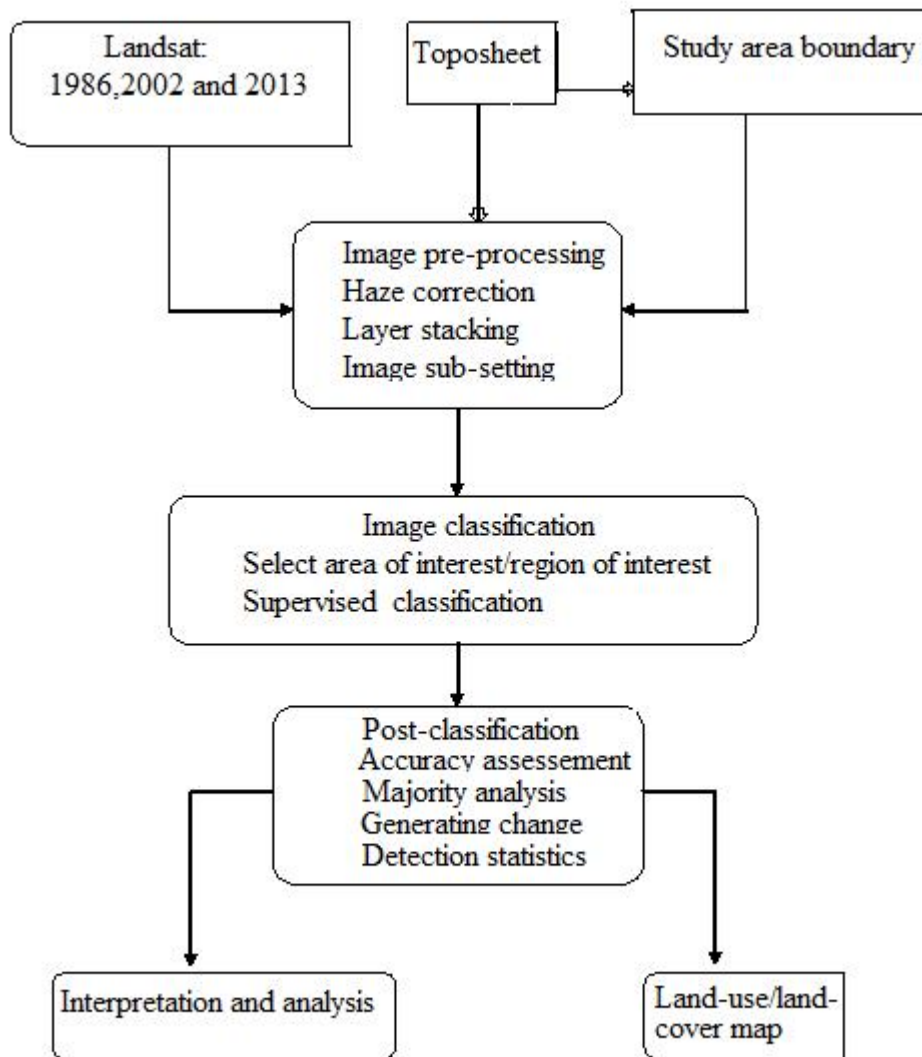 Landsat:
1986,2002 and 2013
Toposheet
Study area boundary
Image pre-processing
Haze correction
Layer stacking
Image sub-setting
Image classification
Select area of interest/region of interest
Supervised classification
Post-classification
Accuracy assessement
Majority analysis
Generating change
Detection statistics
Interpretation and analysis
Land-use/land-
cover map